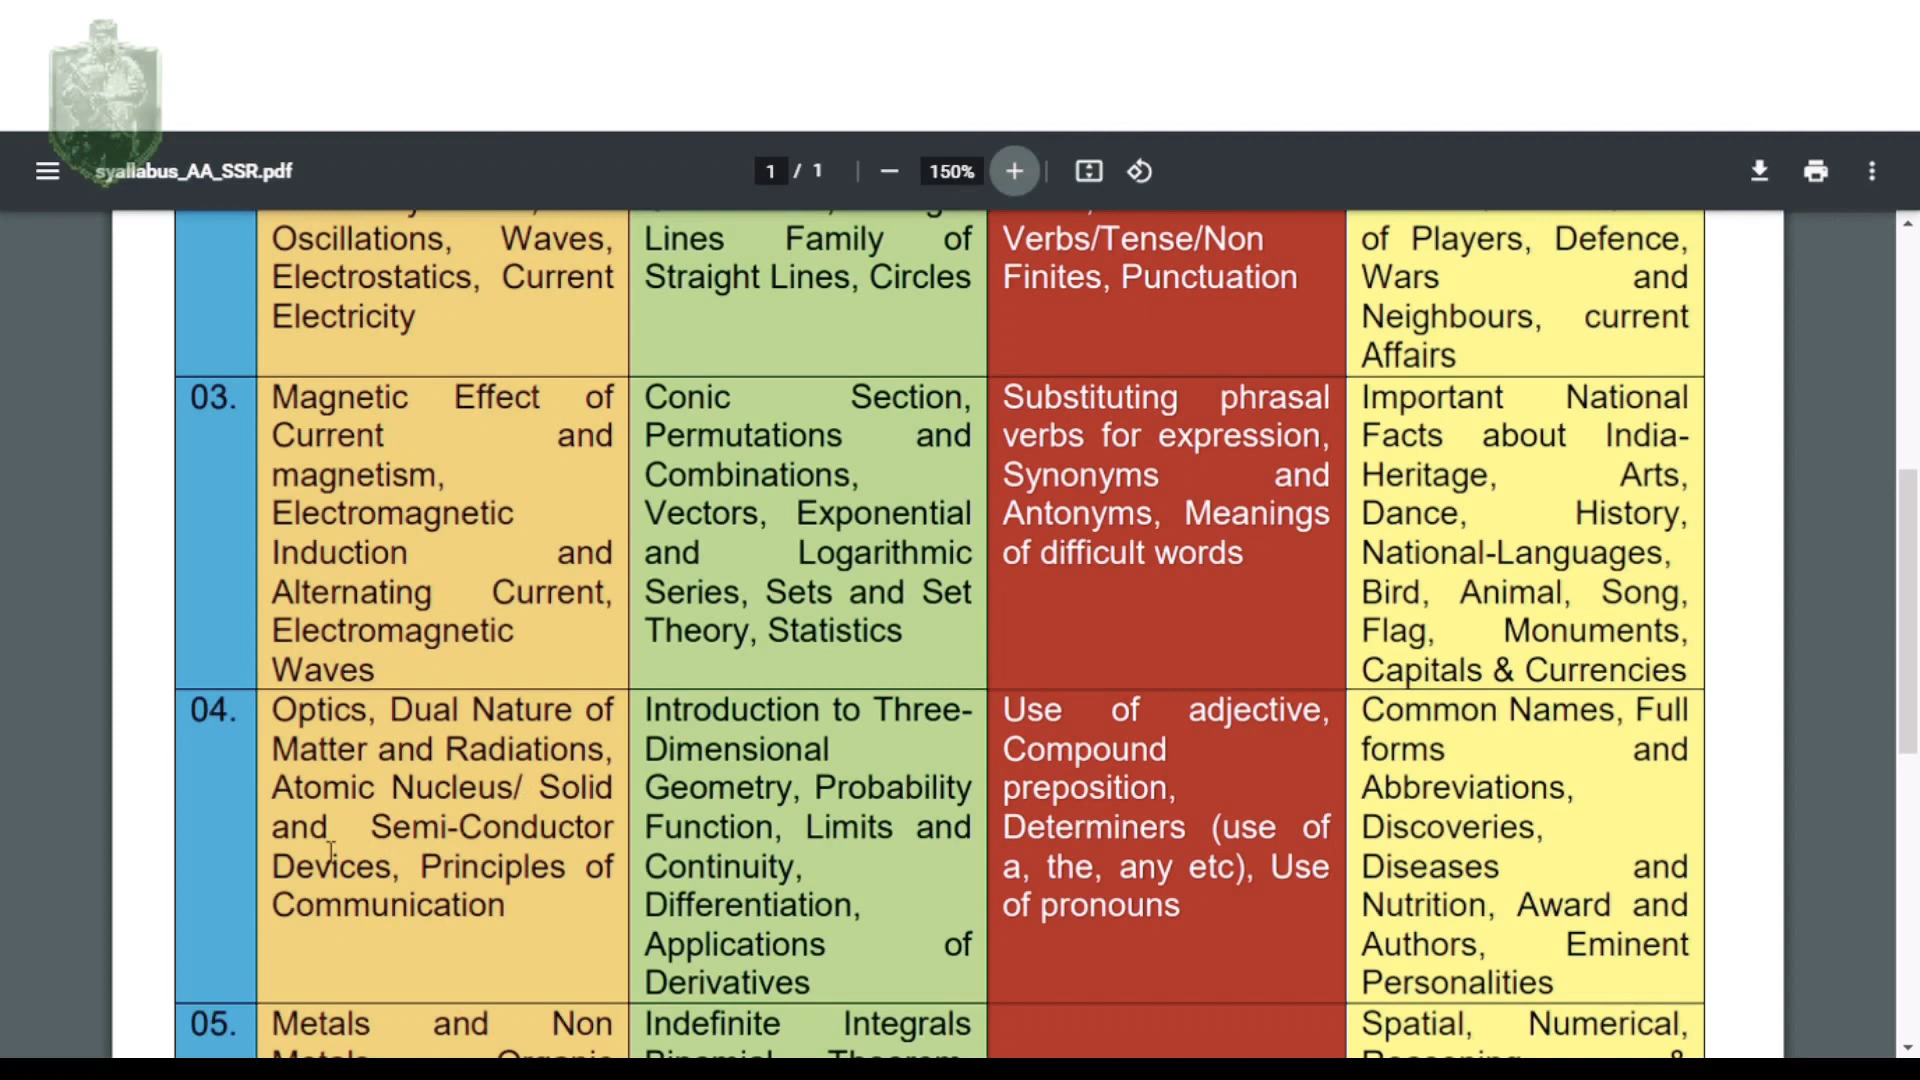 syallabus_AA_SSR.pdf
1 / 1
150%
Oscillations, Waves,
Electrostatics, Current
Electricity
Lines Family of
Straight Lines, Circles
Verbs/Tense/Non
Finites, Punctuation
of Players, Defence,
Wars and
Neighbours, current
Affairs
03.
Magnetic Effect of
Current and
magnetism,
Electromagnetic
Induction and
Alternating Current,
Electromagnetic
Waves
Conic Section,
Permutations and
Combinations,
Vectors, Exponential
and Logarithmic
Series, Sets and Set
Theory, Statistics
Substituting phrasal
verbs for expression,
Synonyms and
Antonyms, Meanings
of difficult words
Important National
Facts about India-
Heritage, Arts,
Dance, History,
National-Languages,
Bird, Animal, Song,
Flag, Monuments,
Capitals & Currencies
04.
Optics, Dual Nature of
Matter and Radiations,
Atomic Nucleus/ Solid
and Semi-Conductor
Devices, Principles of
Communication
Introduction to Three-
Dimensional
Geometry, Probability
Function, Limits and
Continuity,
Differentiation,
Applications of
Derivatives
Use of adjective,
Compound
preposition,
Determiners (use of
a, the, any etc), Use
of pronouns
Common Names, Full
forms and
Abbreviations,
Discoveries,
Diseases and
Nutrition, Award and
Authors, Eminent
Personalities
05.
Metals and Non
Indefinite Integrals
Spatial, Numerical,